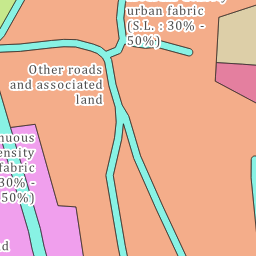 urban fabric
(S.L. : 30% -
50%)
Other roads
and associated
land
nuous
ensity
fabric
30% -
50%)
d